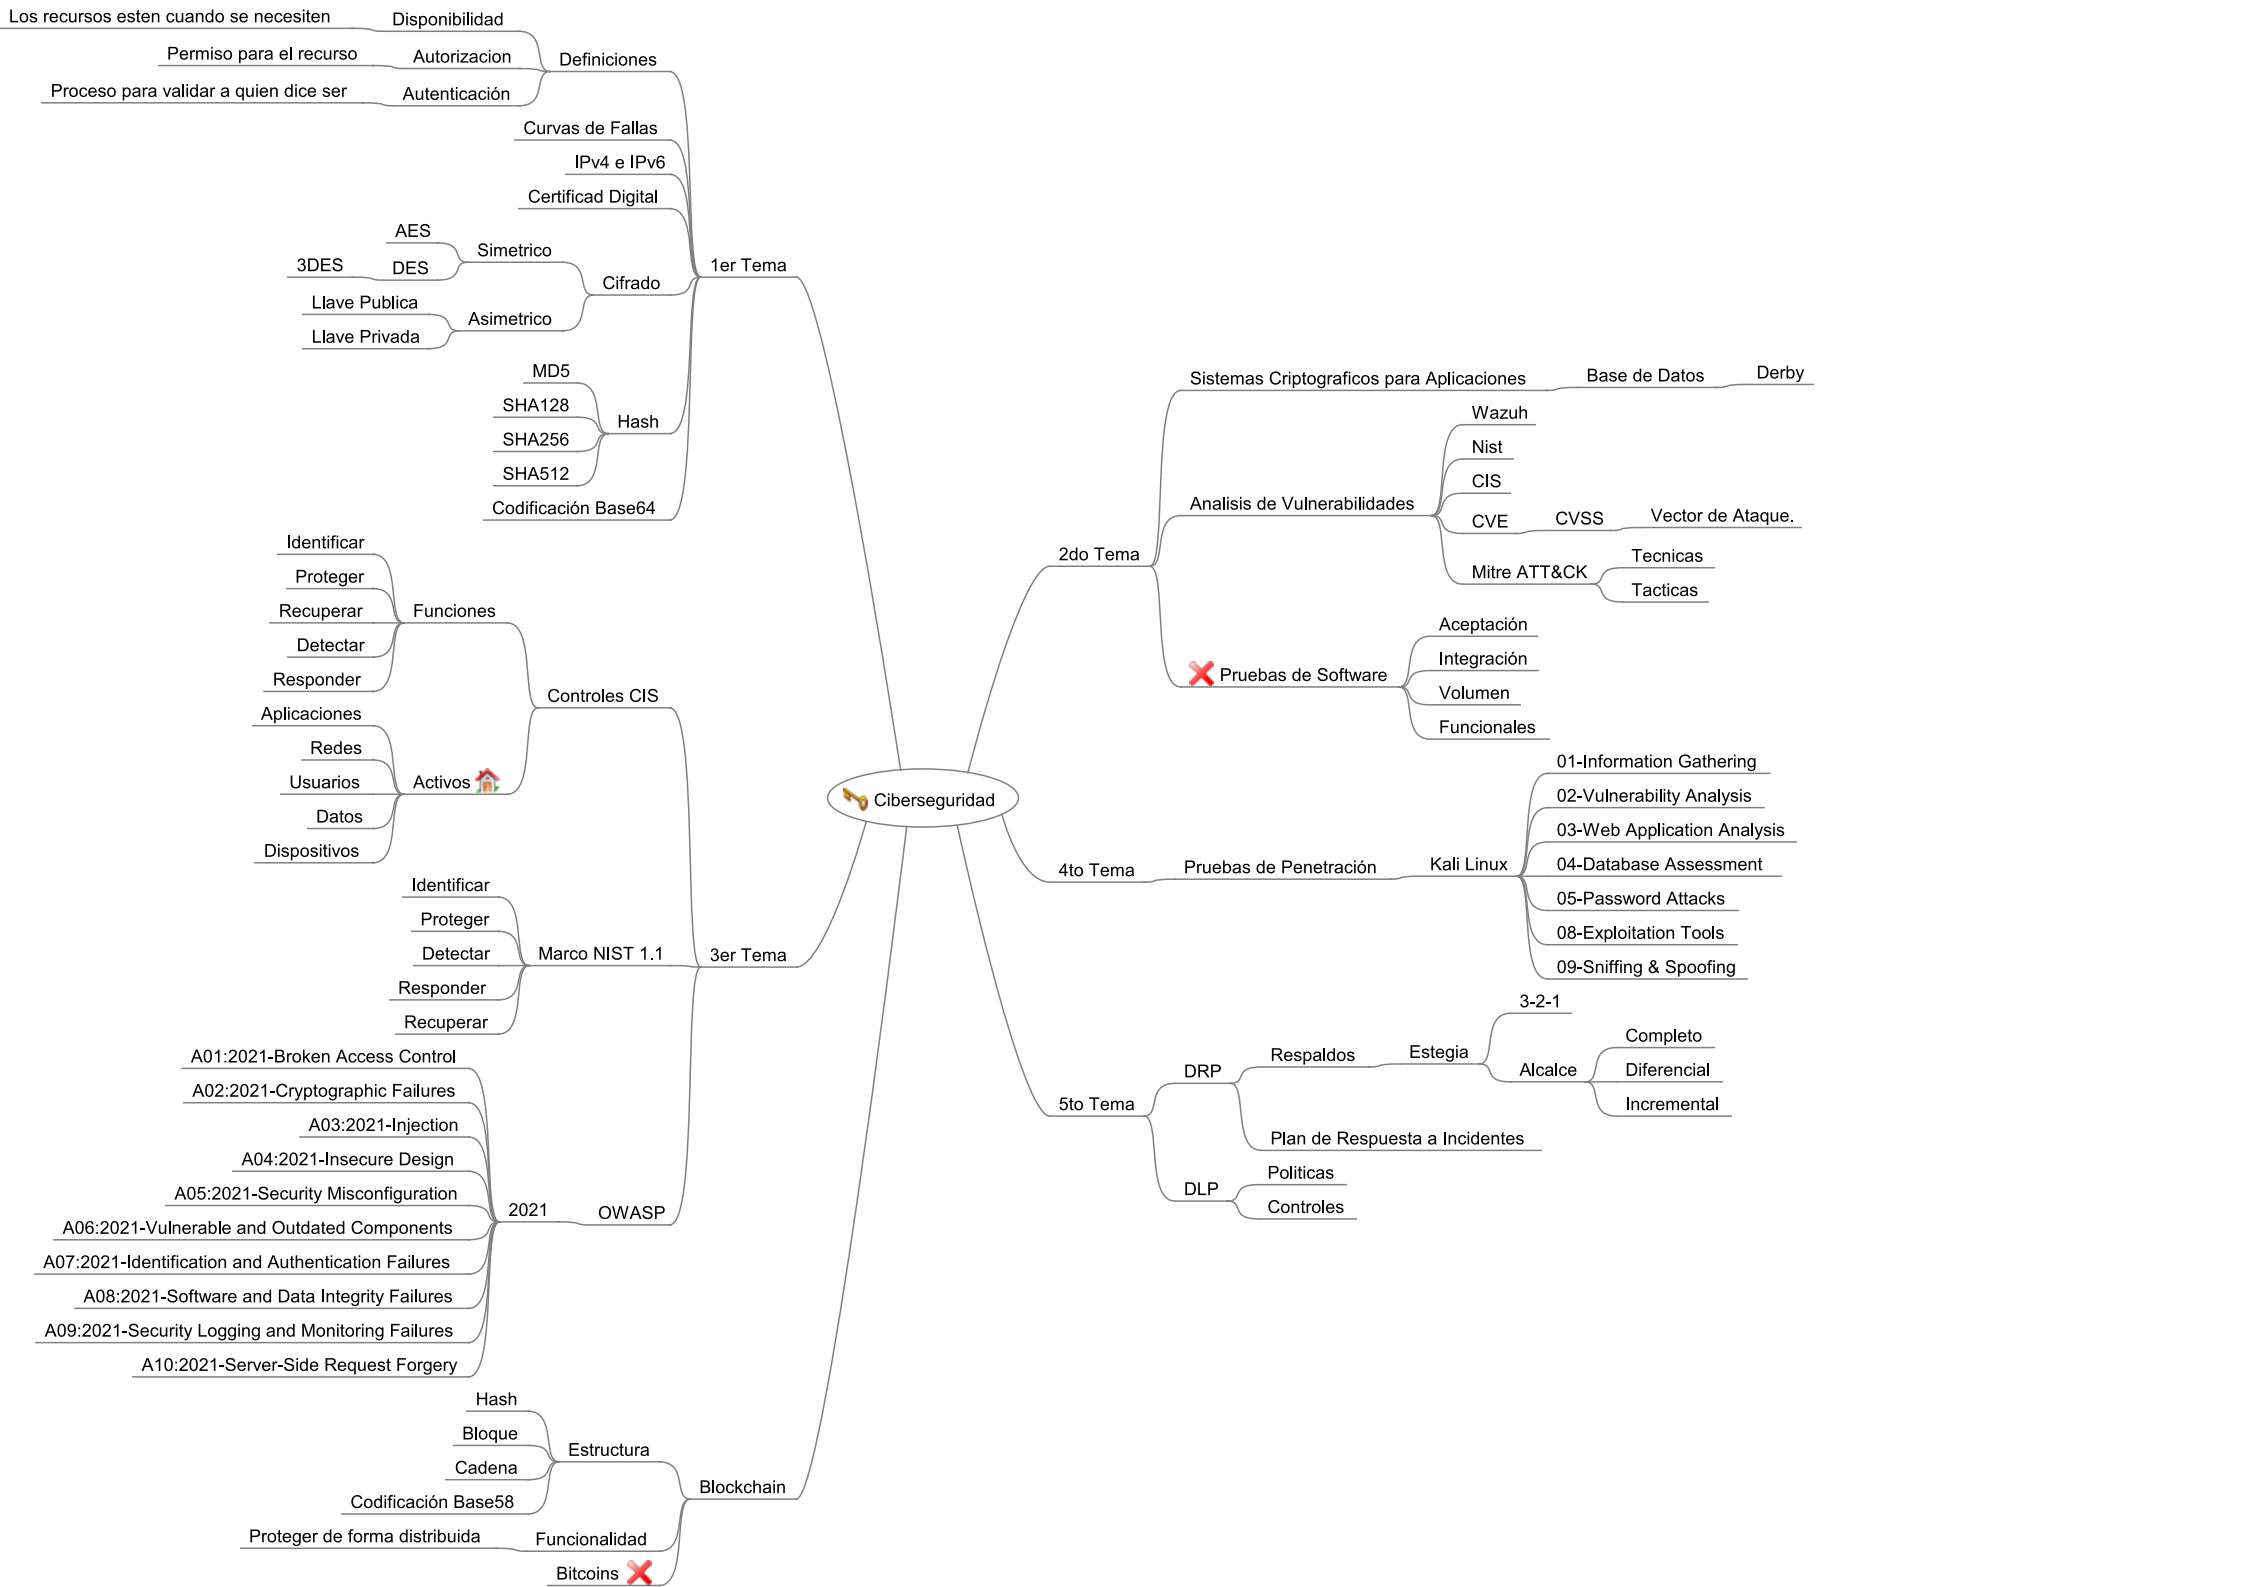 Los recursos esten cuando se necesiten
Disponibilidad
Permiso para el recurso
Autorizacion
Proceso para validar a quien dice ser
Autenticación
Definiciones
Curvas de Fallas
IPv4 e IPv6
Certificad Digital
AES
3DES
DES
Simetrico
Llave Publica
Llave Privada
Asimetrico
Cifrado
MD5
SHA128
SHA256
SHA512
Hash
Codificación Base64
1er Tema
Identificar
Proteger
Recuperar
Detectar
Responder
Funciones
Aplicaciones
Redes
Usuarios
Datos
Dispositivos
Activos
Controles CIS
Identificar
Proteger
Detectar
Responder
Recuperar
Marco NIST 1.1
3er Tema
A01:2021-Broken Access Control
A02:2021-Cryptographic Failures
A03:2021-Injection
A04:2021-Insecure Design
A05:2021-Security Misconfiguration
A06:2021-Vulnerable and Outdated Components
A07:2021-Identification and Authentication Failures
A08:2021-Software and Data Integrity Failures
A09:2021-Security Logging and Monitoring Failures
A10:2021-Server-Side Request Forgery
2021
OWASP
Hash
Bloque
Cadena
Codificación Base58
Estructura
Proteger de forma distribuida
Funcionalidad
Bitcoins
Blockchain
Ciberseguridad
2do Tema
Sistemas Criptograficos para Aplicaciones
Base de Datos
Derby
Analisis de Vulnerabilidades
Wazuh
Nist
CIS
CVE
CVSS
Vector de Ataque.
Mitre ATT&CK
Tecnicas
Tacticas
Pruebas de Software
Aceptación
Integración
Volumen
Funcionales
4to Tema
Pruebas de Penetración
Kali Linux
01-Information Gathering
02-Vulnerability Analysis
03-Web Application Analysis
04-Database Assessment
05-Password Attacks
08-Exploitation Tools
09-Sniffing & Spoofing
5to Tema
DRP
Respaldos
Estegia
3-2-1
Alcalce
Completo
Diferencial
Incremental
Plan de Respuesta a Incidentes
DLP
Politicas
Controles